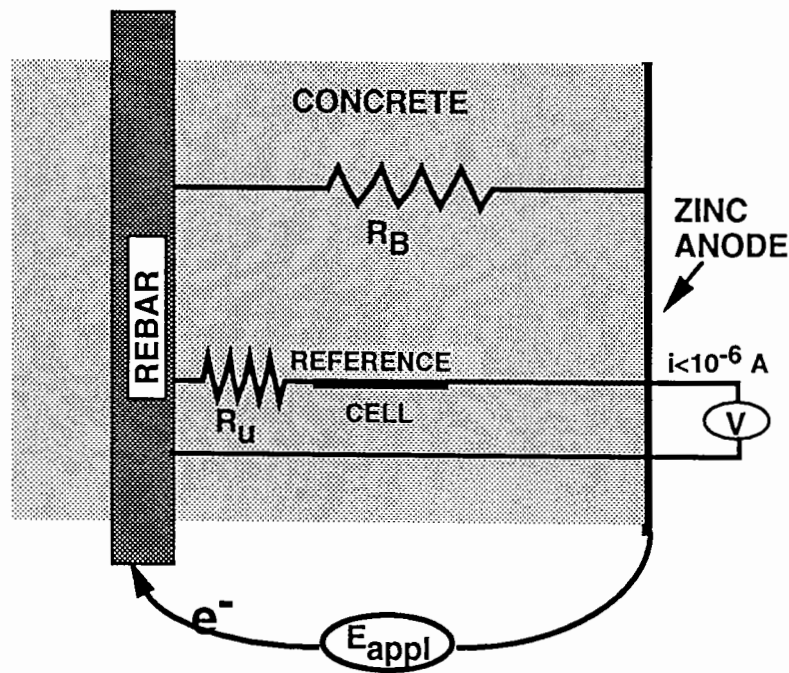 CONCRETE
R_B
ZINC
ANODE
REBAR
REFERENCE
CELL
R_u
i<10^-6 A
V
e^-
E_appl